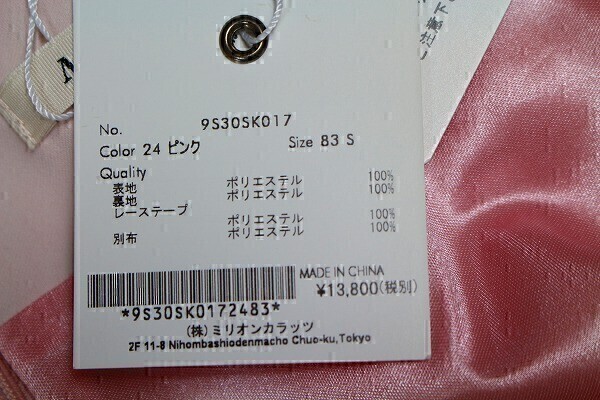 No. 9S30SK017
Color 24 ピンク Size 83 S
Quality
表地 ポリエステル 100%
裏地 ポリエステル 100%
レーステープ
ポリエステル 100%
別布 ポリエステル 100%
MADE IN CHINA
¥13,800(税別)
*9S30SK0172483*
(株)ミリオンカラッツ
2F 11-8 Nihombashiodenmacho Chuo-ku,Tokyo